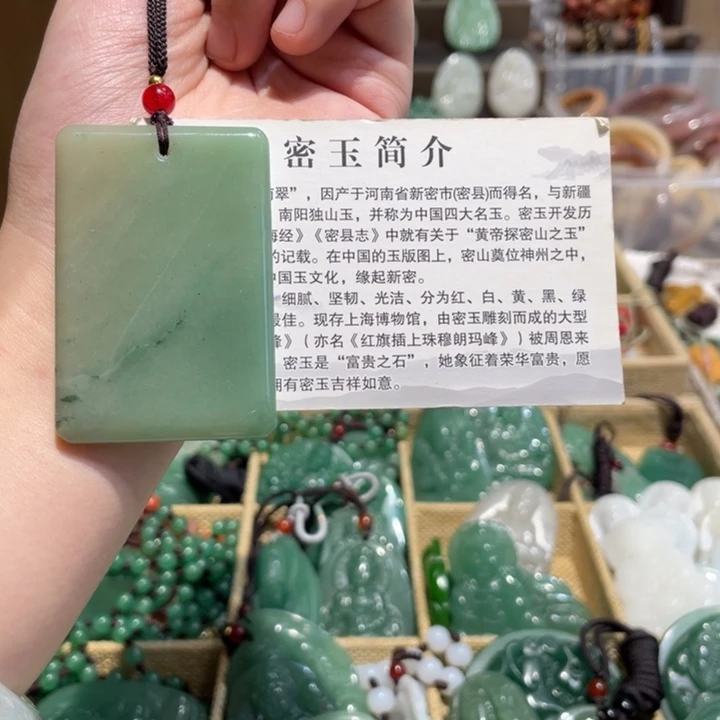 密玉简介
翠”，因产于河南省新密市(密县)而得名，与新疆
南阳独山玉，并称为中国四大名玉。密玉开发历
经》《密县志》中就有关于“黄帝探密山之玉”
的记载。在中国的玉版图上，密山莫位神州之中，
国玉文化，缘起新密。
细腻、坚韧、光洁、分为红、白、黄、黑、绿
最佳。现存上海博物馆，由密玉雕刻而成的大型
》(亦名《红旗插上珠穆朗玛峰》)被周恩来
密玉是“富贵之石”，她象征着荣华富贵，愿
拥有密玉吉祥如意。